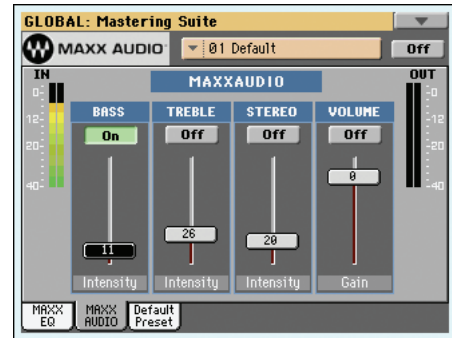 GLOBAL: Mastering Suite
MAXX AUDIO
01 Default
Off
IN
MAXXAUDIO
OUT
-0-
-12-
-20-
-40-
-0
-12
-20
-40
BASS TREBLE STEREO VOLUME
On Off Off Off
11 26 20 0
Intensity Intensity Intensity Gain
MAXX EQ
MAXX AUDIO
Default Preset